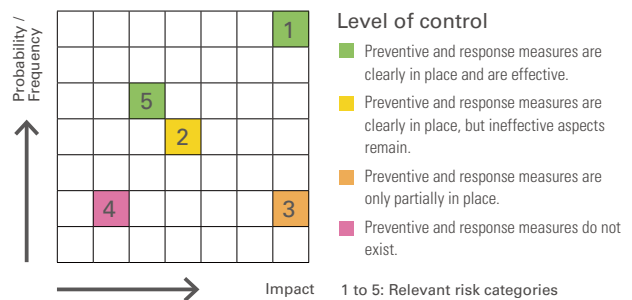 Probability /
Frequency
1
5
2
4
3
Impact
Level of control
Preventive and response measures are
clearly in place and are effective.
Preventive and response measures are
clearly in place, but ineffective aspects
remain.
Preventive and response measures are
only partially in place.
Preventive and response measures do not
exist.
1 to 5: Relevant risk categories